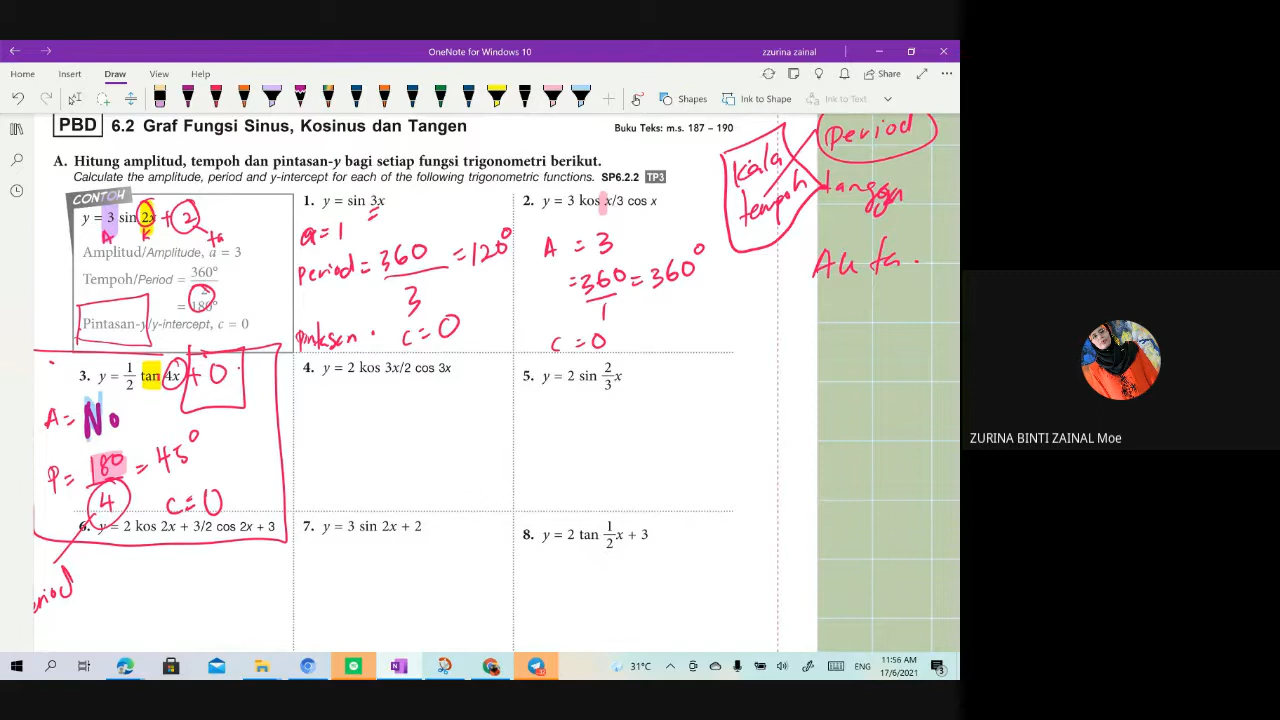 OneNote for Windows 10
zzurina zainal
Home Insert Draw View Help
Share
Shapes Ink to Shape Ink to Text
PBD 6.2 Graf Fungsi Sinus, Kosinus dan Tangen
Buku Teks: m.s. 187 – 190
A. Hitung amplitud, tempoh dan pintasan-y bagi setiap fungsi trigonometri berikut.
Calculate the amplitude, period and y-intercept for each of the following trigonometric functions. SP6.2.2 TP3
kala
tempoh
period
CONTOH
y = 3 sin 2x + 2
A
Amplitud/Amplitude, a = 3
Tempoh/Period = 360°
2
= 180°
Pintasan-y/y-intercept, c = 0
1. y = sin 3x
a = 1
period = 360 = 120°
3
c = 0
2. y = 3 kos x/3 cos x
A = 3
= 360 = 360°
1
c = 0
3. y = 1/2 tan 4x + 0
A = No
P = 180 = 45°
4
c = 0
4. y = 2 kos 3x/2 cos 3x
5. y = 2 sin 2/3 x
6. y = 2 kos 2x + 3/2 cos 2x + 3
7. y = 3 sin 2x + 2
8. y = 2 tan 1/2 x + 3
ZURINA BINTI ZAINAL Moe
31°C
ENG
11:56 AM
17/6/2021